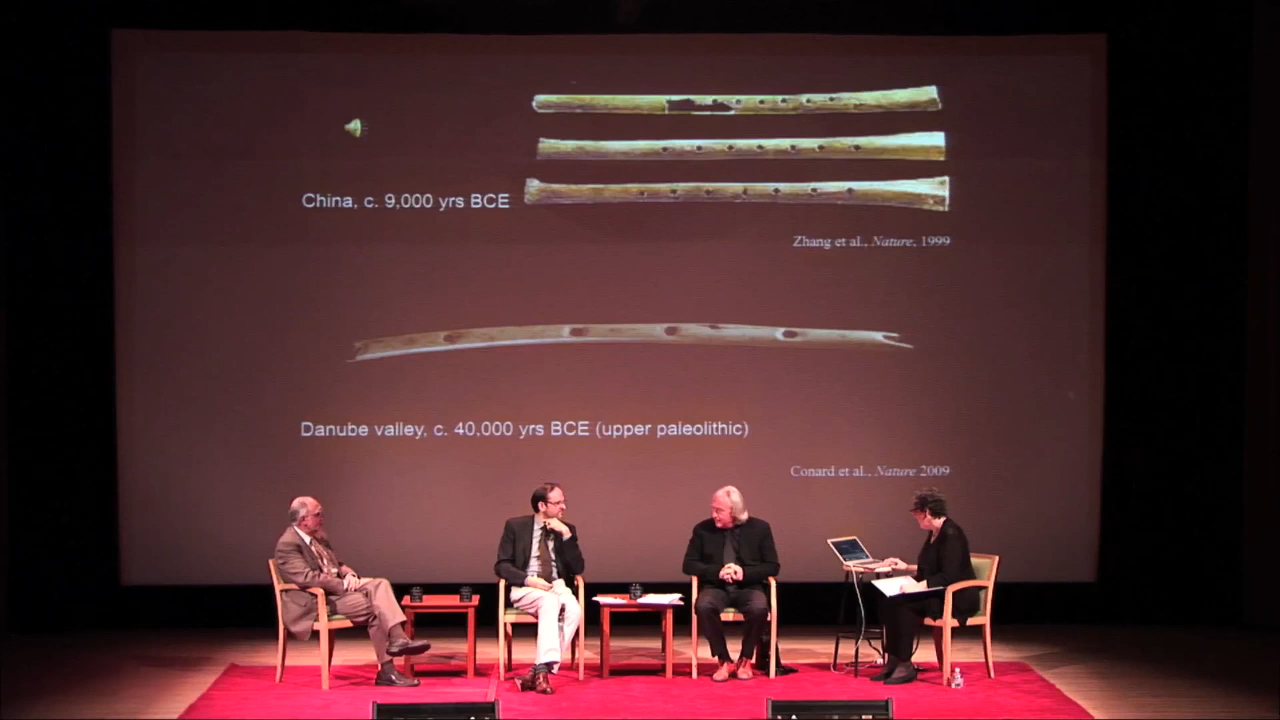 China, c. 9,000 yrs BCE
Zhang et al., Nature, 1999
Danube valley, c. 40,000 yrs BCE (upper paleolithic)
Conard et al., Nature 2009